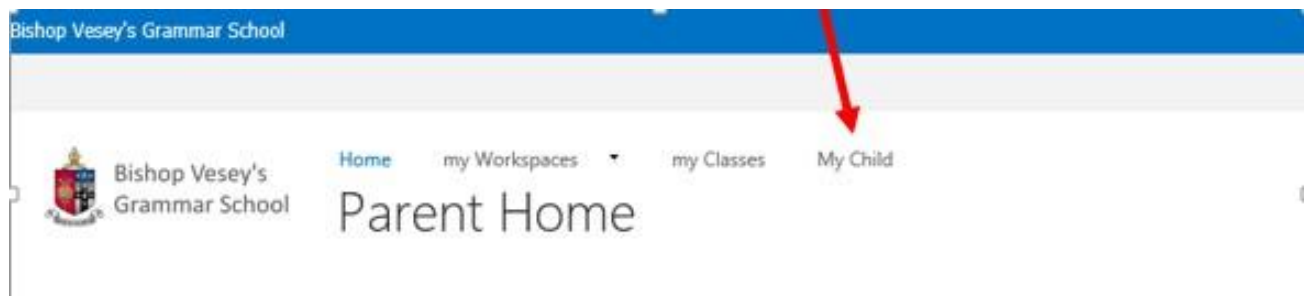 Bishop Vesey's Grammar School
Bishop Vesey's
Grammar School
Home my Workspaces my Classes My Child
Parent Home